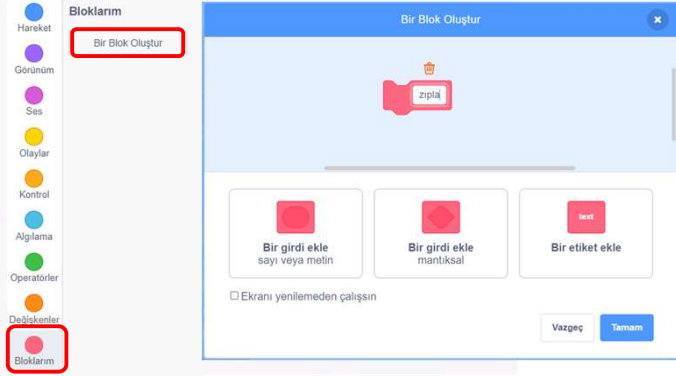 Hareket
Görünüm
Ses
Olaylar
Kontrol
Algılama
Operatörler
Değişkenler
Bloklarım
Bloklarım
Bir Blok Oluştur
Bir Blok Oluştur
zıpla
Bir girdi ekle
sayı veya metin
Bir girdi ekle
mantıksal
text
Bir etiket ekle
Ekranı yenilemeden çalışsın
Vazgeç
Tamam